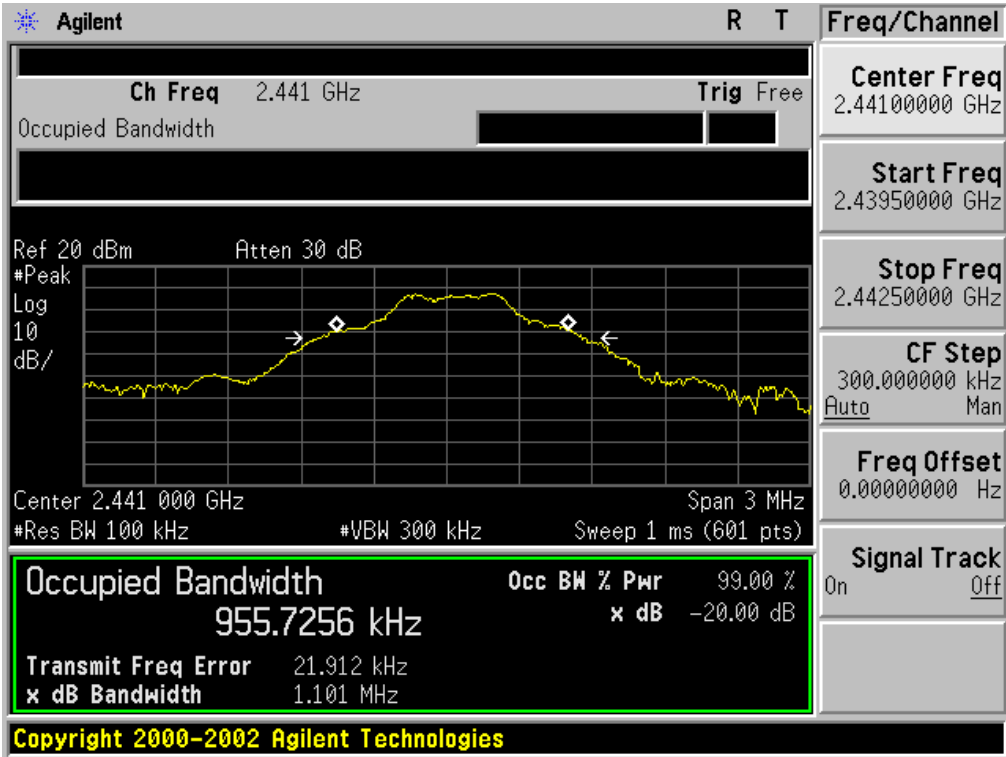 Agilent R T Freq/Channel
Ch Freq 2.441 GHz Trig Free
Occupied Bandwidth
Center Freq
2.44100000 GHz
Start Freq
2.43950000 GHz
Stop Freq
2.44250000 GHz
CF Step
300.000000 kHz
Auto Man
Freq Offset
0.00000000 Hz
Signal Track
On Off
Ref 20 dBm Atten 30 dB
#Peak
Log
10
dB/
Center 2.441 000 GHz Span 3 MHz
#Res BW 100 kHz #VBW 300 kHz Sweep 1 ms (601 pts)
Occupied Bandwidth Occ BW % Pwr 99.00 %
955.7256 kHz x dB -20.00 dB
Transmit Freq Error 21.912 kHz
x dB Bandwidth 1.101 MHz
Copyright 2000-2002 Agilent Technologies